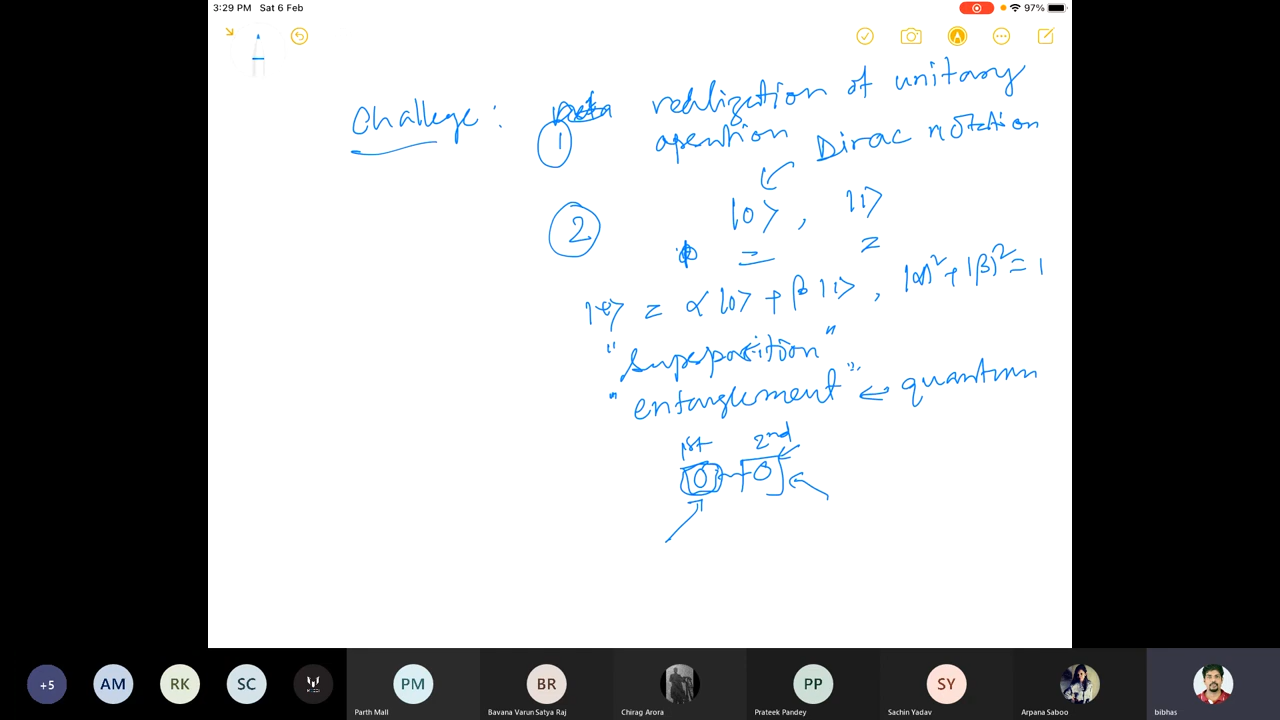 3:29 PM Sat 6 Feb 97%
Challege: realization of unitary
① opention Dirac notation
② |0⟩, |1⟩
|ψ⟩ = α|0⟩ + β|1⟩, |α|² + |β|² = 1
"superposition"
"entanglement" ⇐ quantum
1st 2nd
0 0
+5 AM RK SC PM BR PP SY
Parth Mall Bavana Varun Satya Raj Chirag Arora Prateek Pandey Sachin Yadav Arpana Saboo bibhas